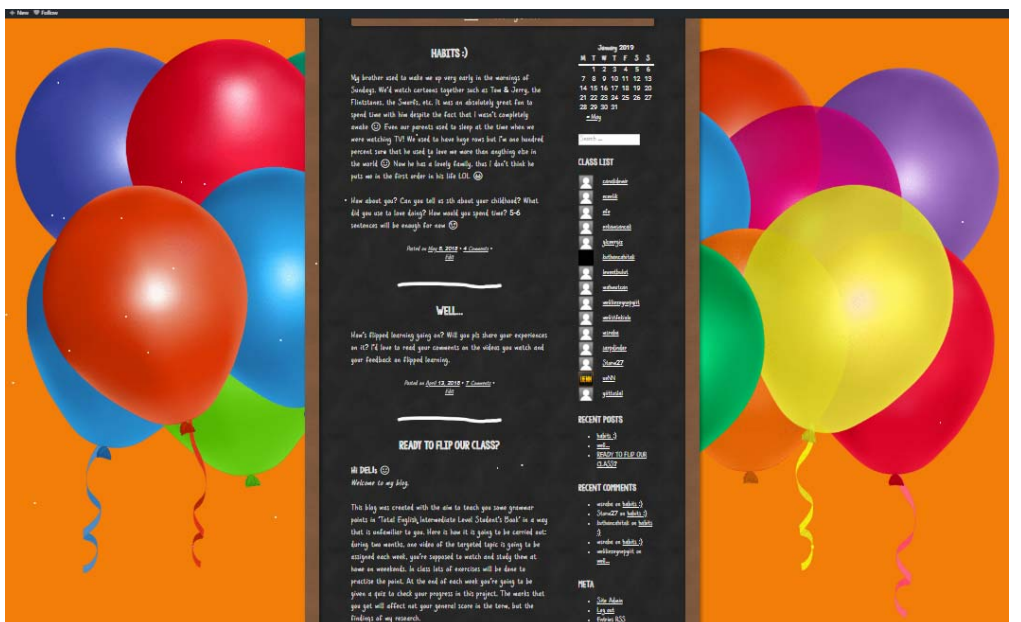 New Follow
HABITS :)
My brother used to wake me up very early in the mornings of
Sundays. We'd watch cartoons together such as Tom & Jerry, the
Flintstones, the Smurfs, etc. It was an absolutely great fun to
spend time with him despite the fact that I wasn't completely
awake Even our parents used to sleep at the time when we
were watching TV! We used to have huge rows but I'm one hundred
percent sure that he used to love me more than anything else in
the world Now he has a lovely family, thus I don't think he
puts me in the first order in his life LOL
• How about you? Can you tell us sth about your childhood? What
did you use to love doing? How would you spend time? 5-6
sentences will be enough for now
Posted on May 8, 2018 • 4 Comments •
Edit
WELL...
How's flipped learning going on? Will you pls share your experiences
on it? I'd love to read your comments on the videos you watch and
your feedback on flipped learning.
Posted on April 13, 2018 • 7 Comments •
Edit
READY TO FLIP OUR CLASS?
Hi DELIs
Welcome to my blog.
This blog was created with the aim to teach you some grammar
points in 'Total English Intermediate Level Student's Book' in a way
that is unfamiliar to you. Here is how it is going to be carried out:
during two months, one video of the targeted topic is going to be
assigned each week, you're supposed to watch and study them at
home on weekends. In class lots of exercises will be done to
practise the point. At the end of each week you're going to be
given a quiz to check your progress in this project. The marks that
you get will affect not your general score in the term, but the
findings of my research.
January 2019
M T W T F S S
1 2 3 4 5 6
7 8 9 10 11 12 13
14 15 16 17 18 19 20
21 22 23 24 25 26 27
28 29 30 31
« May
Search ...
CLASS LIST
Storm27
RECENT POSTS
• habits :)
• well...
• READY TO FLIP OUR
CLASS?
RECENT COMMENTS
on habits :)
• Storm27 on habits :)
on habits
:)
on habits :)
on
well...
META
• Site Admin
• Log out
• Entries RSS